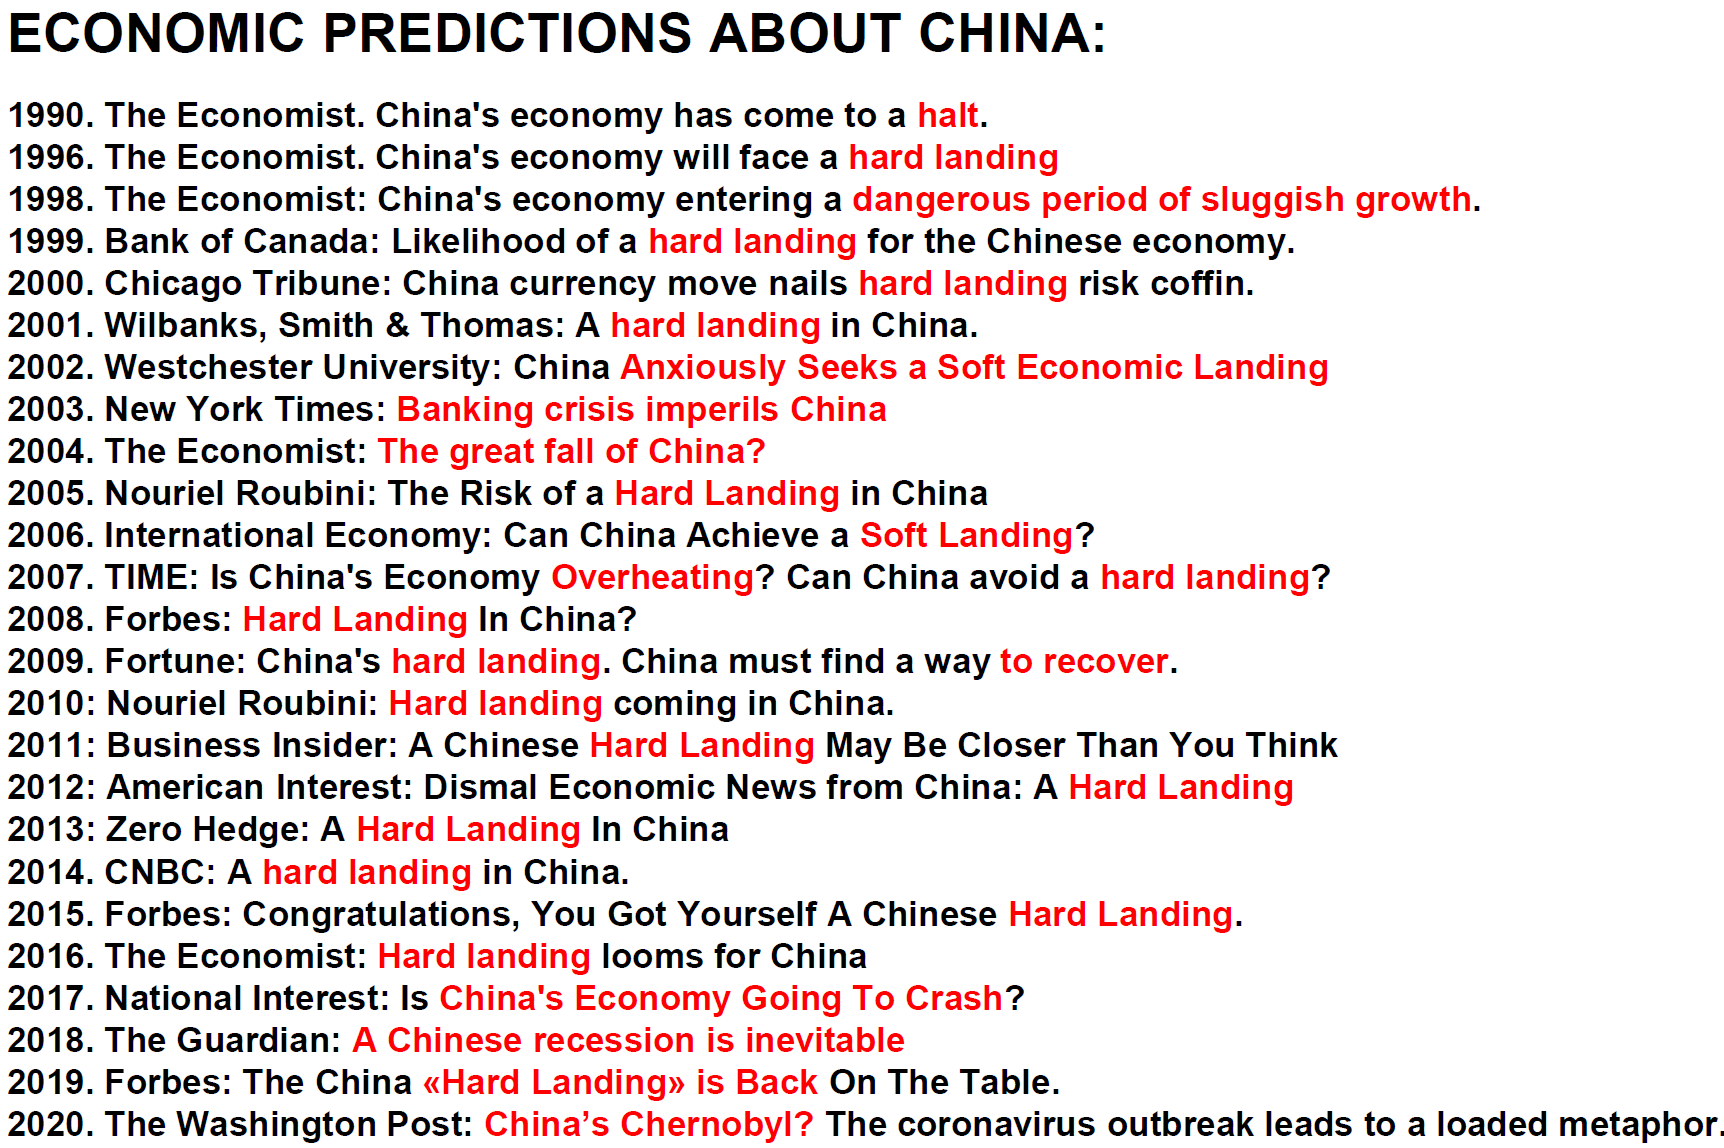 ECONOMIC PREDICTIONS ABOUT CHINA:
1990. The Economist. China's economy has come to a halt.
1996. The Economist. China's economy will face a hard landing
1998. The Economist: China's economy entering a dangerous period of sluggish growth.
1999. Bank of Canada: Likelihood of a hard landing for the Chinese economy.
2000. Chicago Tribune: China currency move nails hard landing risk coffin.
2001. Wilbanks, Smith & Thomas: A hard landing in China.
2002. Westchester University: China Anxiously Seeks a Soft Economic Landing
2003. New York Times: Banking crisis imperils China
2004. The Economist: The great fall of China?
2005. Nouriel Roubini: The Risk of a Hard Landing in China
2006. International Economy: Can China Achieve a Soft Landing?
2007. TIME: Is China's Economy Overheating? Can China avoid a hard landing?
2008. Forbes: Hard Landing In China?
2009. Fortune: China's hard landing. China must find a way to recover.
2010: Nouriel Roubini: Hard landing coming in China.
2011: Business Insider: A Chinese Hard Landing May Be Closer Than You Think
2012: American Interest: Dismal Economic News from China: A Hard Landing
2013: Zero Hedge: A Hard Landing In China
2014. CNBC: A hard landing in China.
2015. Forbes: Congratulations, You Got Yourself A Chinese Hard Landing.
2016. The Economist: Hard landing looms for China
2017. National Interest: Is China's Economy Going To Crash?
2018. The Guardian: A Chinese recession is inevitable
2019. Forbes: The China «Hard Landing» is Back On The Table.
2020. The Washington Post: China’s Chernobyl? The coronavirus outbreak leads to a loaded metaphor.